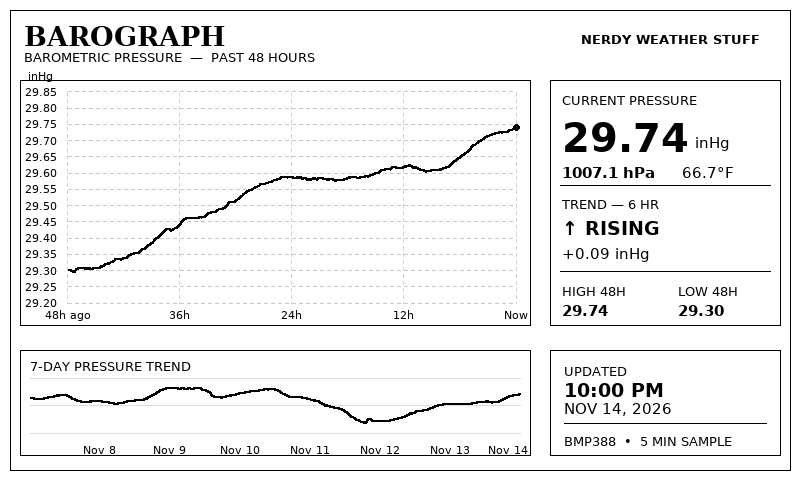 BAROGRAPH
BAROMETRIC PRESSURE — PAST 48 HOURS
NERDY WEATHER STUFF
inHg
29.85
29.80
29.75
29.70
29.65
29.60
29.55
29.50
29.45
29.40
29.35
29.30
29.25
29.20
48h ago 36h 24h 12h Now
CURRENT PRESSURE
29.74 inHg
1007.1 hPa 66.7°F
TREND — 6 HR
↑ RISING
+0.09 inHg
HIGH 48H LOW 48H
29.74 29.30
7-DAY PRESSURE TREND
Nov 8 Nov 9 Nov 10 Nov 11 Nov 12 Nov 13 Nov 14
UPDATED
10:00 PM
NOV 14, 2026
BMP388 • 5 MIN SAMPLE